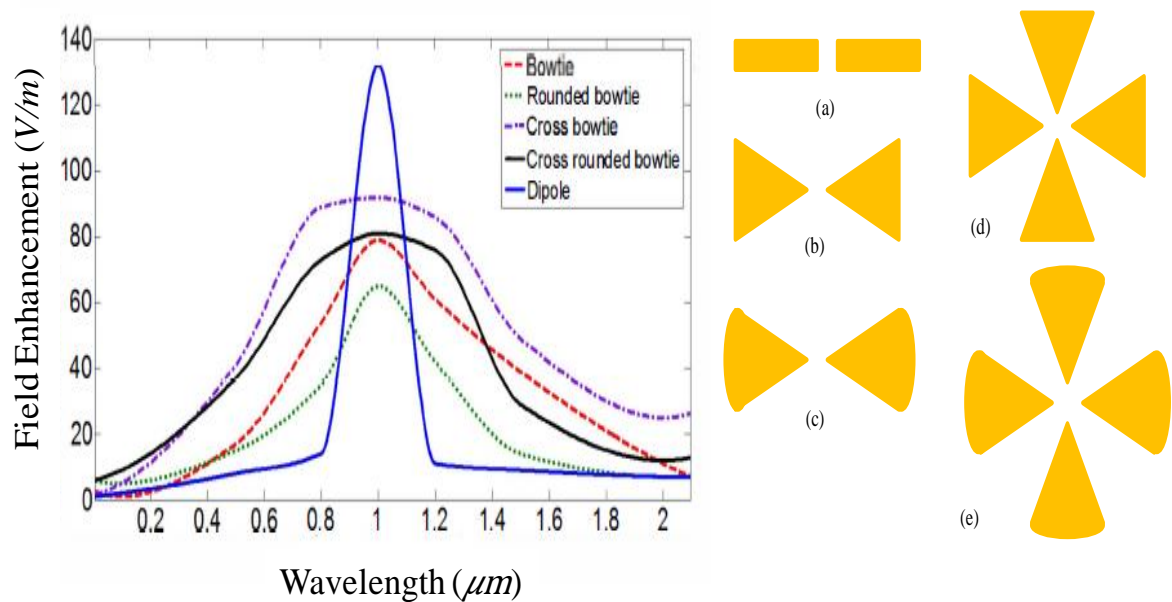 Field Enhancement (V/m)
140
120
100
80
60
40
20
0
Bowtie
Rounded bowtie
Cross bowtie
Cross rounded bowtie
Dipole
0.2 0.4 0.6 0.8 1 1.2 1.4 1.6 1.8 2
Wavelength (μm)
(a)
(b)
(c)
(d)
(e)